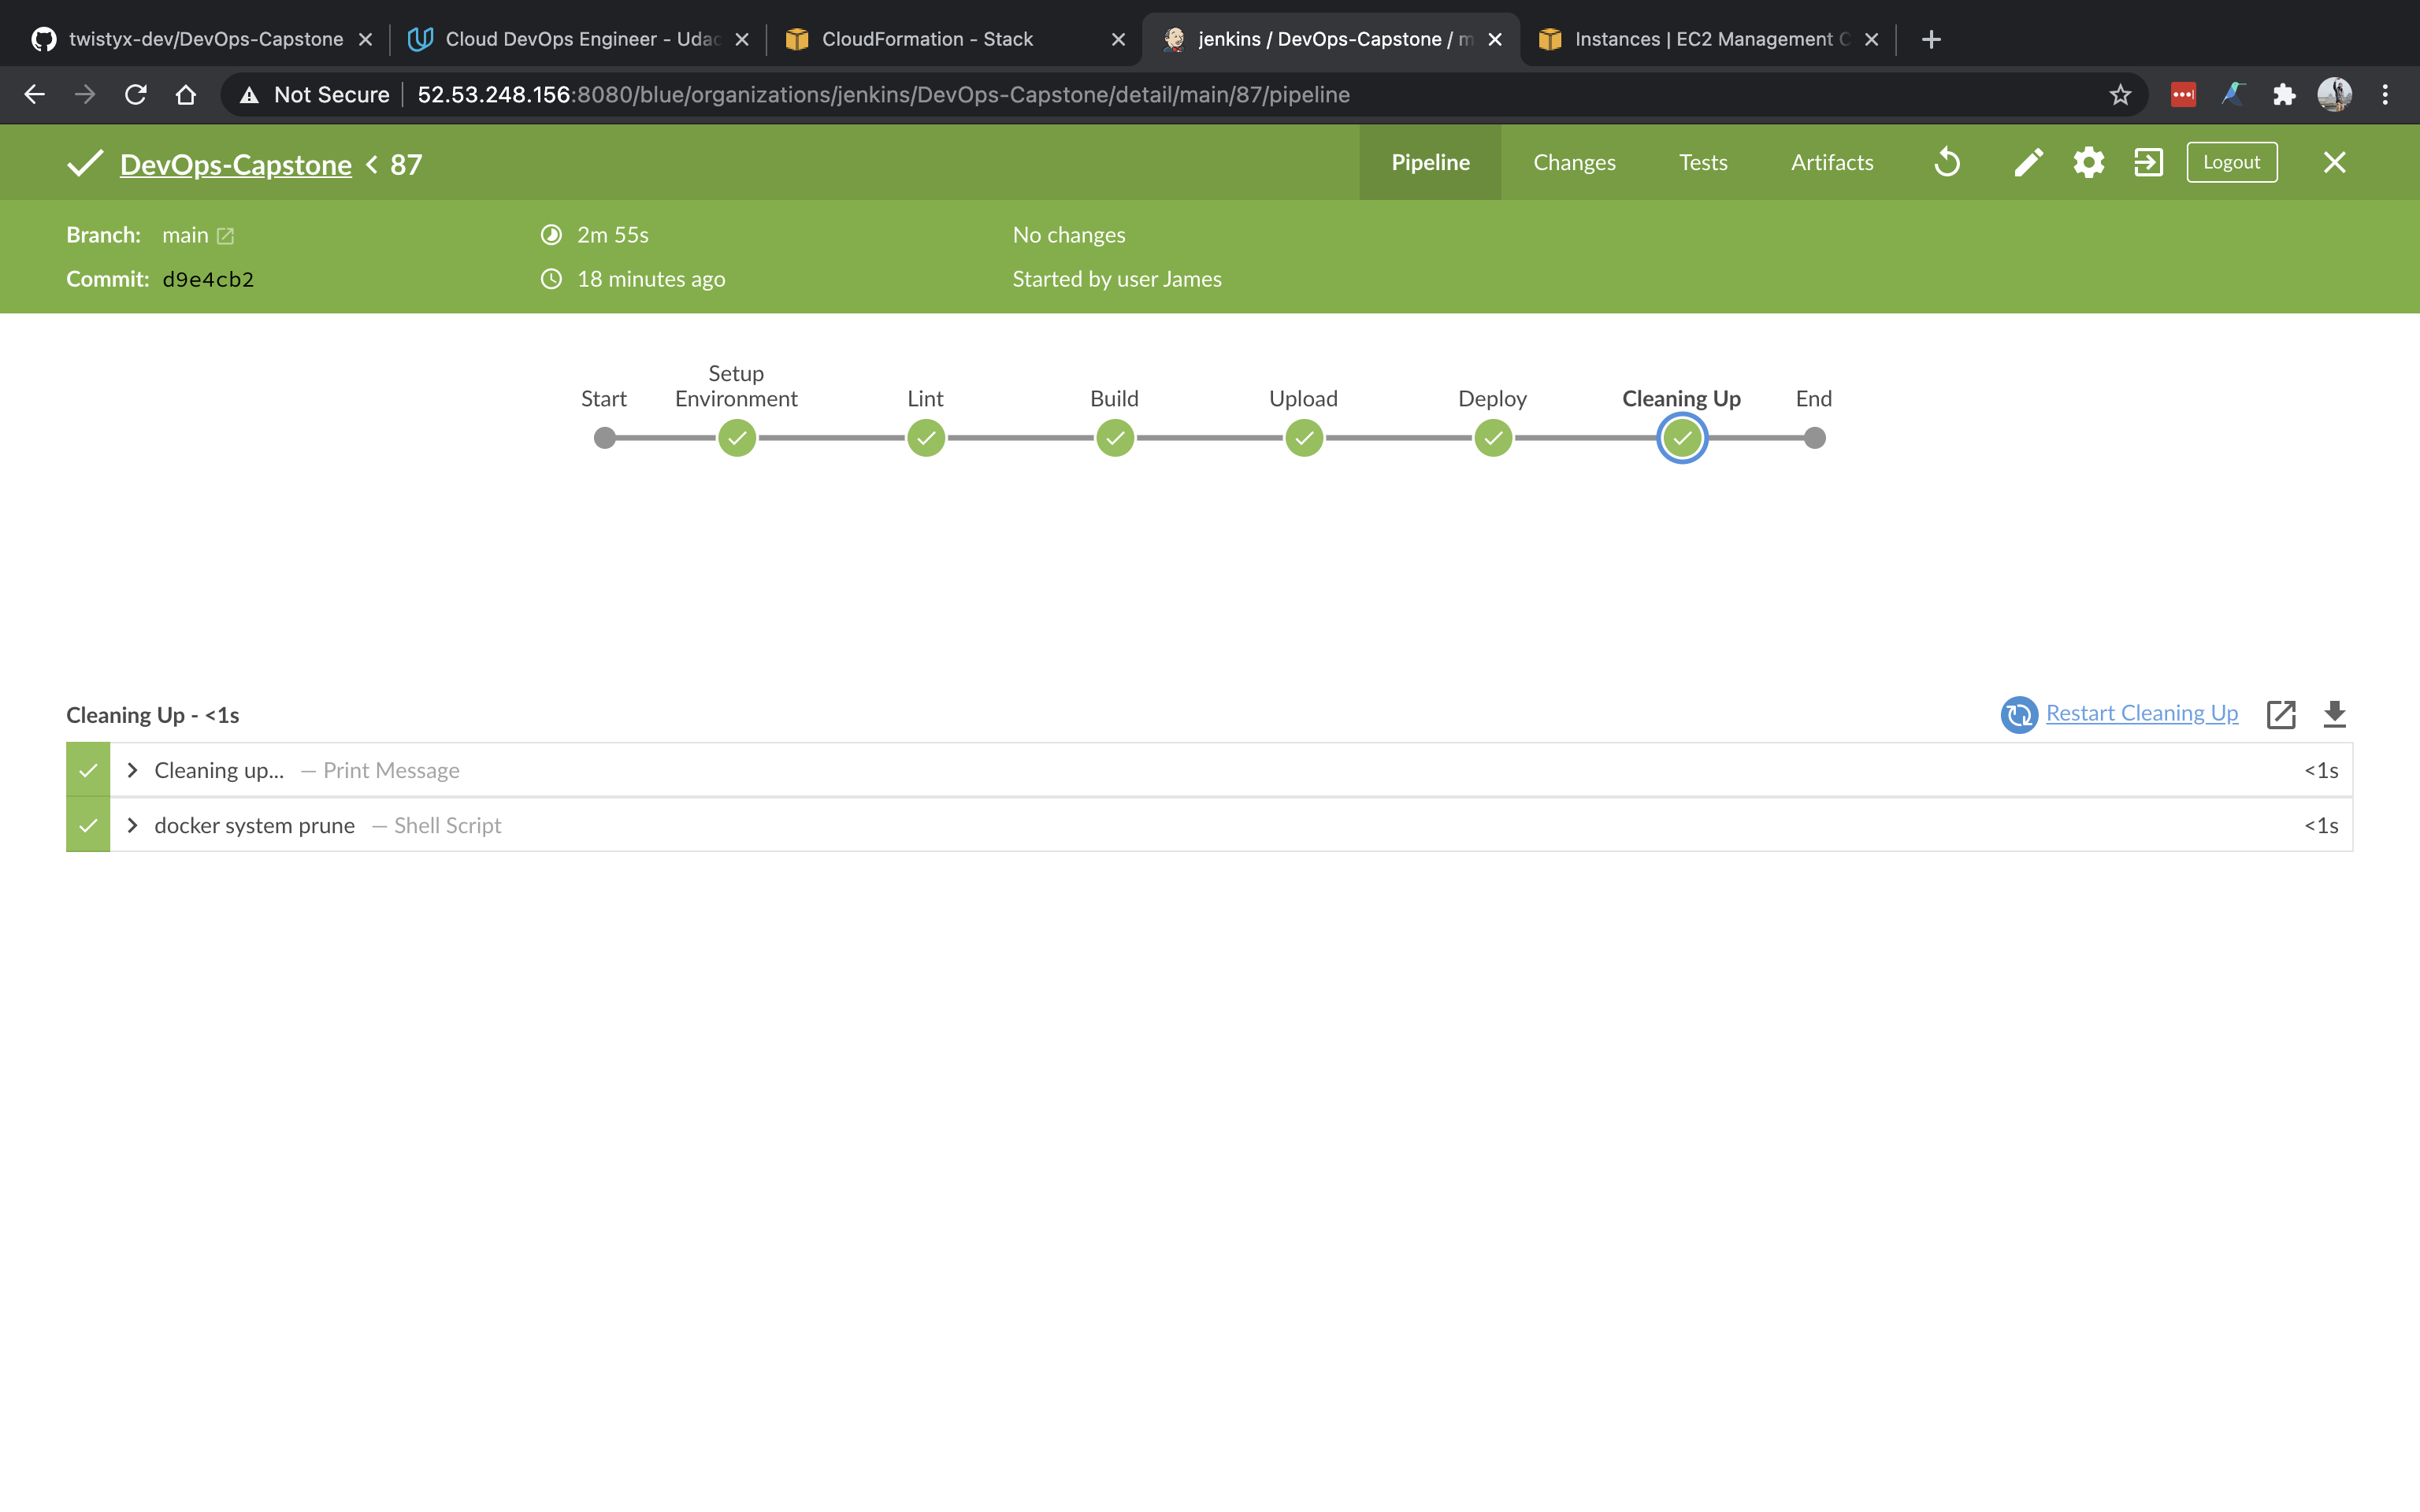 twistyx-dev/DevOps-Capstone
Cloud DevOps Engineer - Udac
CloudFormation - Stack
jenkins / DevOps-Capstone / m
Instances | EC2 Management C
Not Secure
52.53.248.156:8080/blue/organizations/jenkins/DevOps-Capstone/detail/main/87/pipeline
DevOps-Capstone < 87
Pipeline
Changes
Tests
Artifacts
Logout
Branch: main
2m 55s
No changes
Commit: d9e4cb2
18 minutes ago
Started by user James
Start
Setup
Environment
Lint
Build
Upload
Deploy
Cleaning Up
End
Cleaning Up - <1s
Restart Cleaning Up
Cleaning up... — Print Message
<1s
docker system prune — Shell Script
<1s